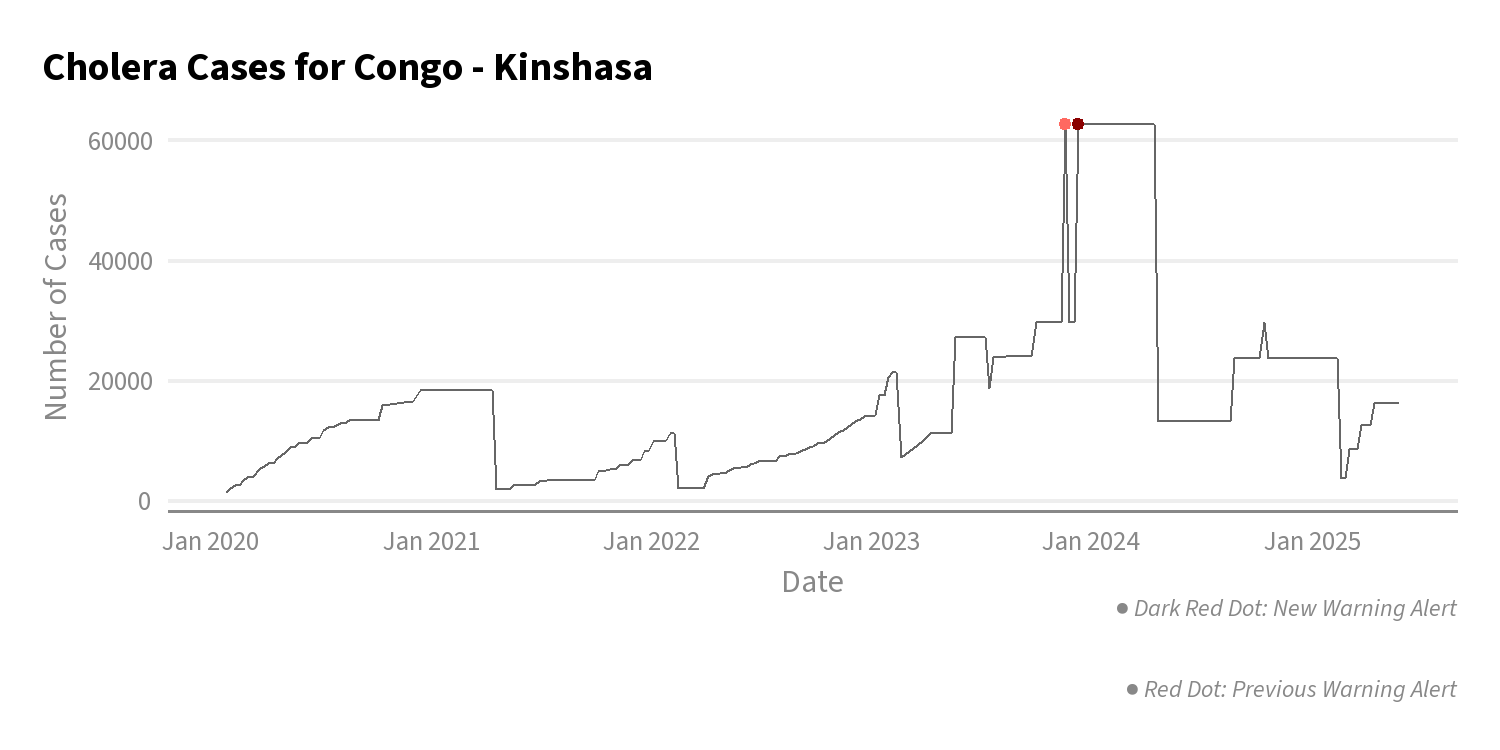 Cholera Cases for Congo - Kinshasa
Number of Cases
60000
40000
20000
0
Jan 2020 Jan 2021 Jan 2022 Jan 2023 Jan 2024 Jan 2025
Date
● Dark Red Dot: New Warning Alert
● Red Dot: Previous Warning Alert